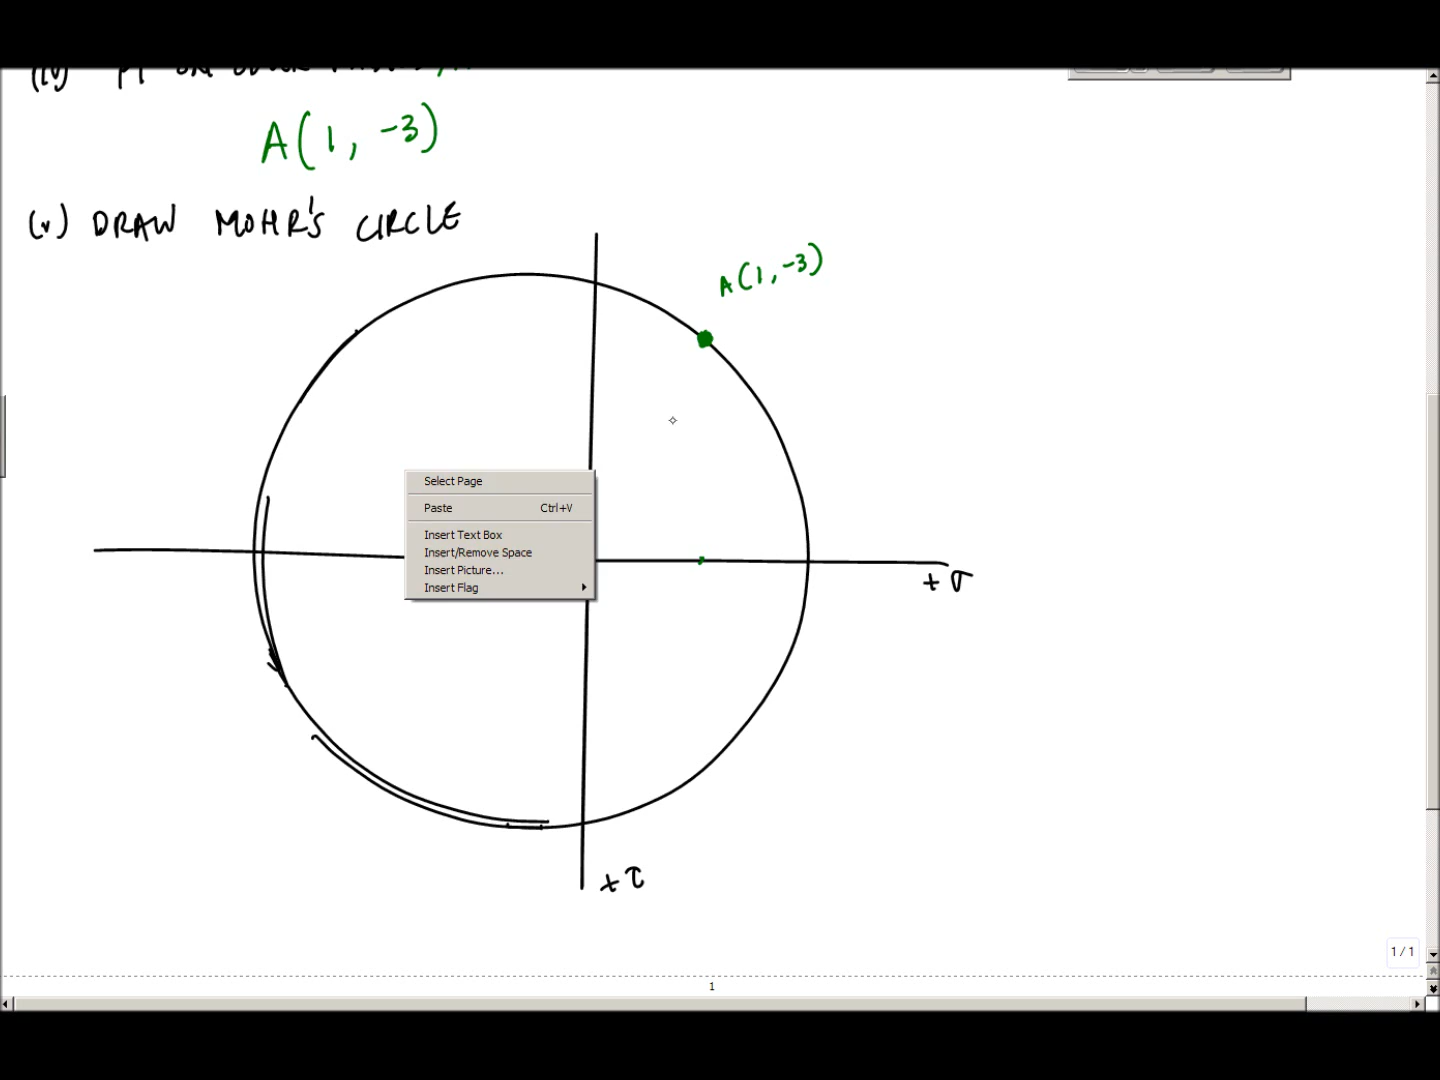 A(1, -3)
(v) DRAW MOHR'S CIRCLE
A(1, -3)
Select Page
Paste Ctrl+V
Insert Text Box
Insert/Remove Space
Insert Picture...
Insert Flag
+ σ
+ τ
1 / 1
1